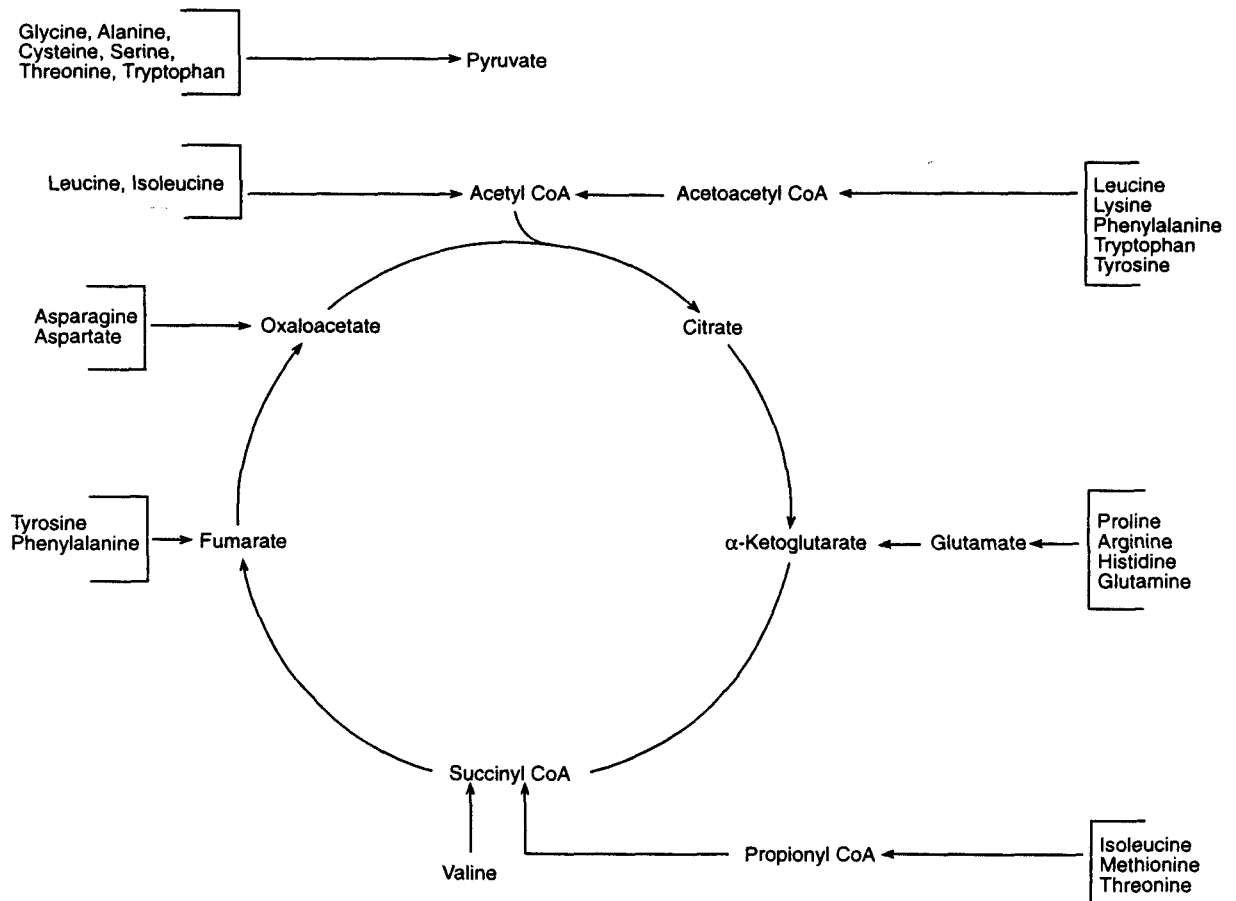 Glycine, Alanine,
Cysteine, Serine,
Threonine, Tryptophan
Pyruvate
Leucine, Isoleucine
Acetyl CoA
Acetoacetyl CoA
Leucine
Lysine
Phenylalanine
Tryptophan
Tyrosine
Asparagine
Aspartate
Oxaloacetate
Citrate
Tyrosine
Phenylalanine
Fumarate
α-Ketoglutarate
Glutamate
Proline
Arginine
Histidine
Glutamine
Succinyl CoA
Valine
Propionyl CoA
Isoleucine
Methionine
Threonine